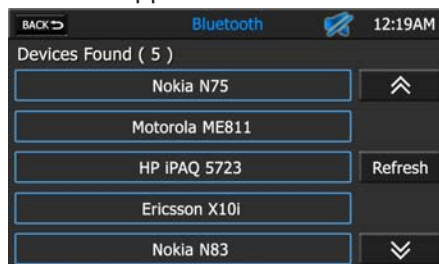 BACK Bluetooth 12:19AM
Devices Found ( 5 )
Nokia N75
Motorola ME811
HP iPAQ 5723
Refresh
Ericsson X10i
Nokia N83